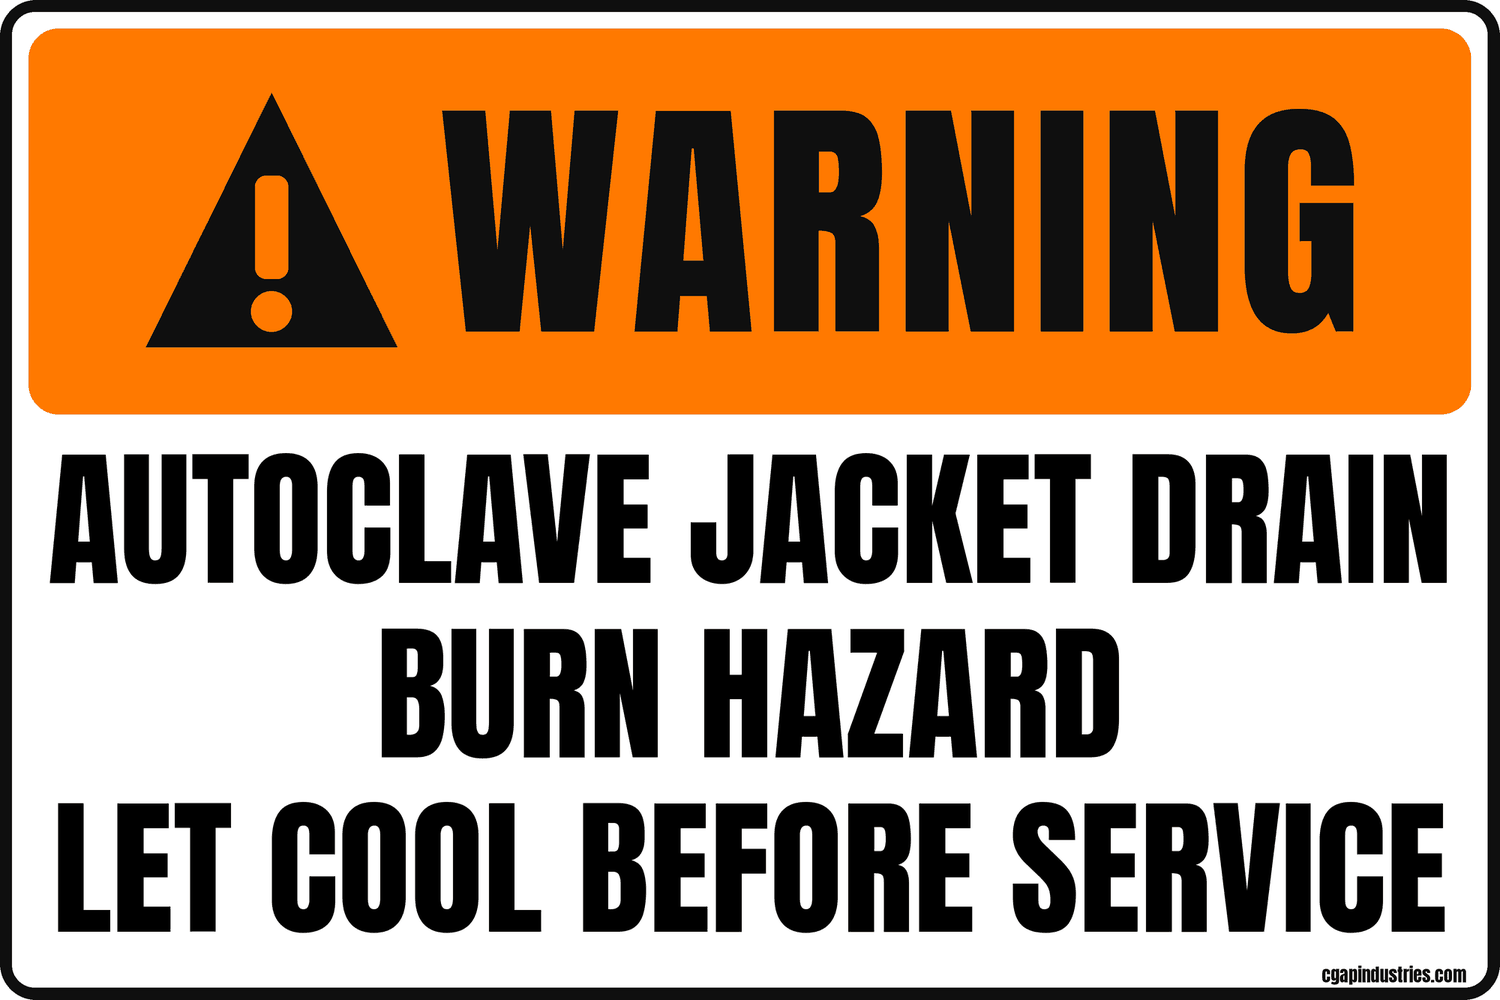 WARNING
AUTOCLAVE JACKET DRAIN
BURN HAZARD
LET COOL BEFORE SERVICE
cgapindustries.com